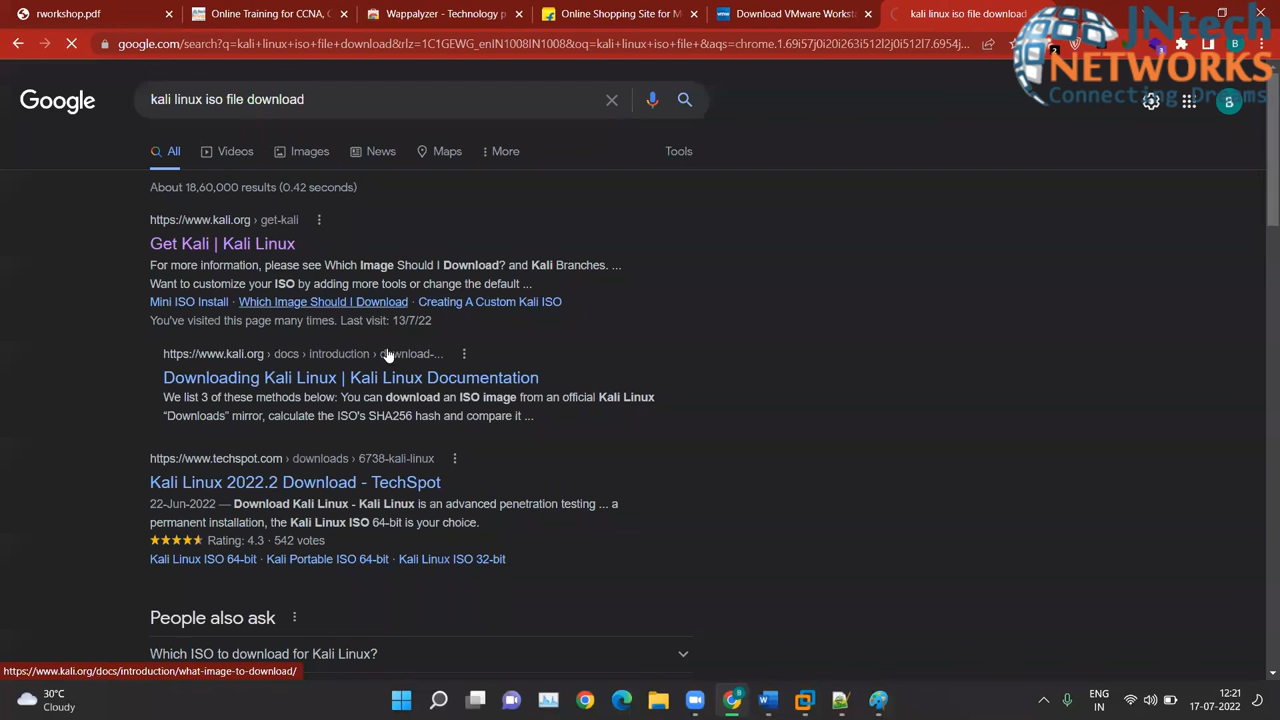 rworkshop.pdf
Online Training for CCNA, C
Wappalyzer - Technology p
Online Shopping Site for M
Download VMware Worksta
kali linux iso file download
google.com/search?q=kali+linux+iso+file+download&rlz=1C1GEWG_enIN1008IN1008&oq=kali+linux+iso+file+&aqs=chrome.1.69i57j0i20i263i512l2j0i512l7.6954j...
JNtech
NETWORKS
Connecting Dreams
Google
kali linux iso file download
B
All
Videos
Images
News
Maps
More
Tools
About 18,60,000 results (0.42 seconds)
https://www.kali.org › get-kali
Get Kali | Kali Linux
For more information, please see Which Image Should I Download? and Kali Branches. ...
Want to customize your ISO by adding more tools or change the default ...
Mini ISO Install · Which Image Should I Download · Creating A Custom Kali ISO
You've visited this page many times. Last visit: 13/7/22
https://www.kali.org › docs › introduction › download-...
Downloading Kali Linux | Kali Linux Documentation
We list 3 of these methods below: You can download an ISO image from an official Kali Linux
“Downloads” mirror, calculate the ISO's SHA256 hash and compare it ...
https://www.techspot.com › downloads › 6738-kali-linux
Kali Linux 2022.2 Download - TechSpot
22-Jun-2022 — Download Kali Linux - Kali Linux is an advanced penetration testing ... a
permanent installation, the Kali Linux ISO 64-bit is your choice.
Rating: 4.3 · 542 votes
Kali Linux ISO 64-bit · Kali Portable ISO 64-bit · Kali Linux ISO 32-bit
People also ask
Which ISO to download for Kali Linux?
https://www.kali.org/docs/introduction/what-image-to-download/
30°C
Cloudy
ENG
IN
12:21
17-07-2022